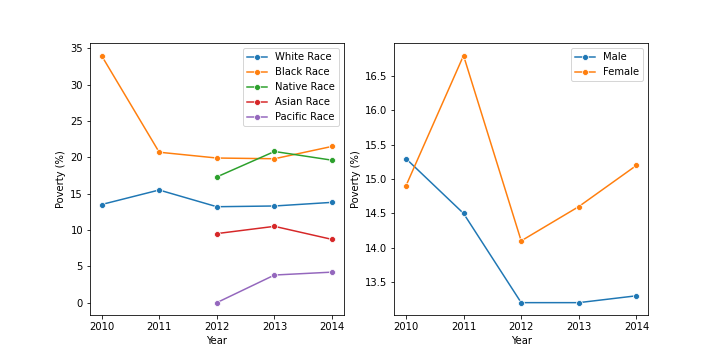 35
30
25
20
15
10
5
0
Poverty (%)
2010 2011 2012 2013 2014
Year
White Race
Black Race
Native Race
Asian Race
Pacific Race
16.5
16.0
15.5
15.0
14.5
14.0
13.5
Poverty (%)
2010 2011 2012 2013 2014
Year
Male
Female